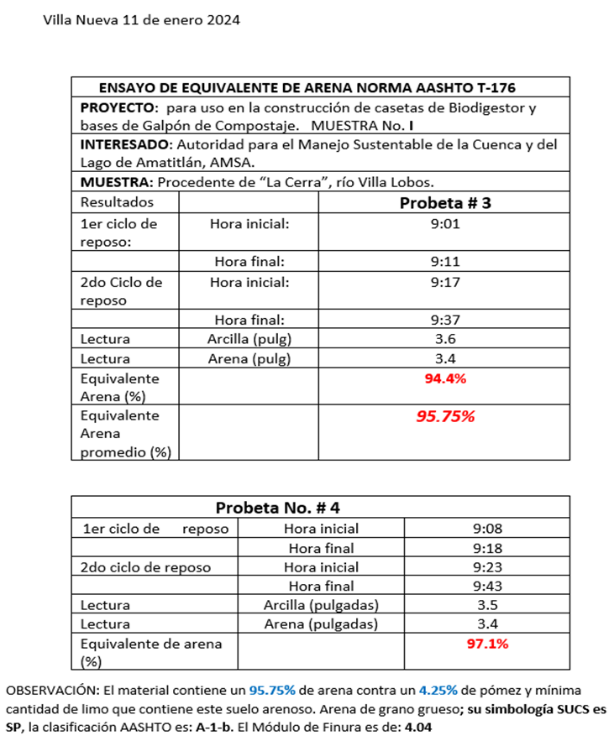 Villa Nueva 11 de enero 2024
ENSAYO DE EQUIVALENTE DE ARENA NORMA AASHTO T-176
PROYECTO: para uso en la construcción de casetas de Biodigestor y
bases de Galpón de Compostaje. MUESTRA No. I
INTERESADO: Autoridad para el Manejo Sustentable de la Cuenca y del
Lago de Amatitlán, AMSA.
MUESTRA: Procedente de “La Cerra”, río Villa Lobos.
Resultados Probeta # 3
1er ciclo de Hora inicial: 9:01
reposo:
Hora final: 9:11
2do Ciclo de Hora inicial: 9:17
reposo
Hora final: 9:37
Lectura Arcilla (pulg) 3.6
Lectura Arena (pulg) 3.4
Equivalente 94.4%
Arena (%)
Equivalente 95.75%
Arena
promedio (%)
Probeta No. # 4
1er ciclo de reposo Hora inicial 9:08
Hora final 9:18
2do ciclo de reposo Hora inicial 9:23
Hora final 9:43
Lectura Arcilla (pulgadas) 3.5
Lectura Arena (pulgadas) 3.4
Equivalente de arena 97.1%
(%)
OBSERVACIÓN: El material contiene un 95.75% de arena contra un 4.25% de pómez y mínima
cantidad de limo que contiene este suelo arenoso. Arena de grano grueso; su simbología SUCS es
SP, la clasificación AASHTO es: A-1-b. El Módulo de Finura es de: 4.04